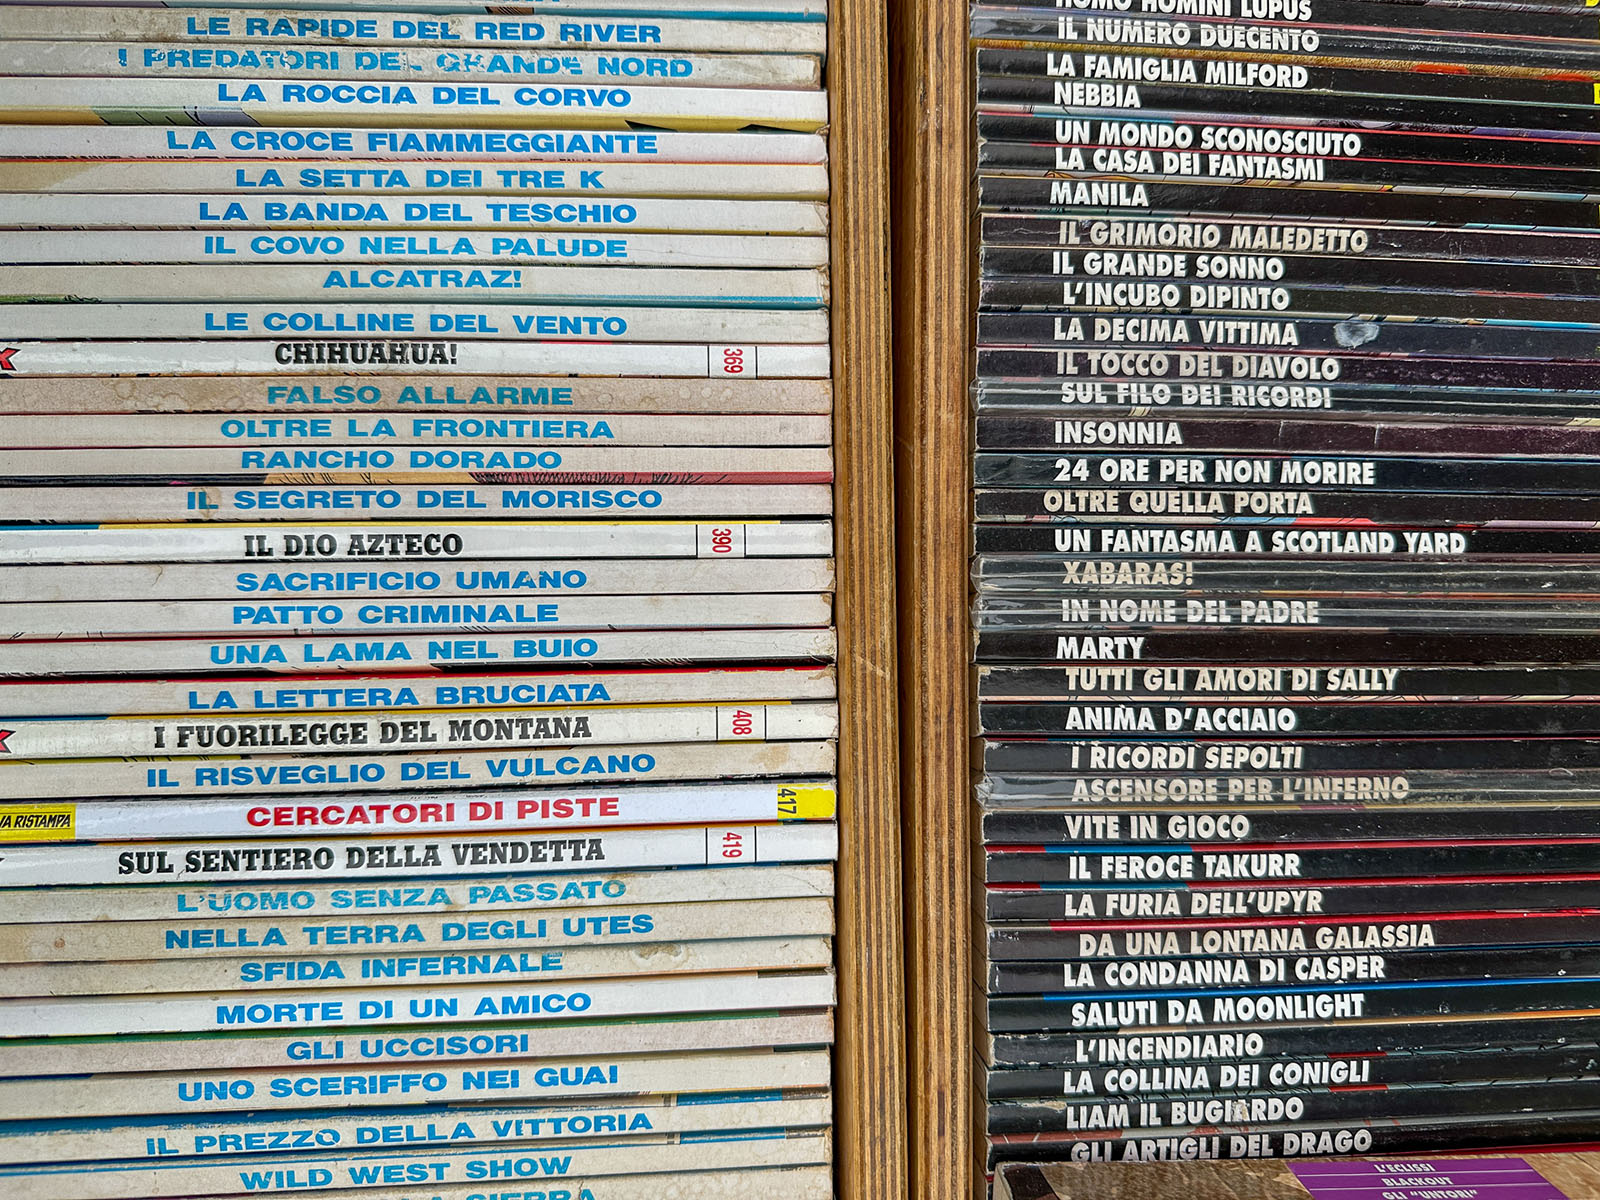 LE RAPIDE DEL RED RIVER
I PREDATORI DEL GRANDE NORD
LA ROCCIA DEL CORVO
LA CROCE FIAMMEGGIANTE
LA SETTA DEI TRE K
LA BANDA DEL TESCHIO
IL COVO NELLA PALUDE
ALCATRAZ!
LE COLLINE DEL VENTO
CHIHUAHUA! 369
FALSO ALLARME
OLTRE LA FRONTIERA
RANCHO DORADO
IL SEGRETO DEL MORISCO
IL DIO AZTECO 390
SACRIFICIO UMANO
PATTO CRIMINALE
UNA LAMA NEL BUIO
LA LETTERA BRUCIATA
I FUORILEGGE DEL MONTANA 408
IL RISVEGLIO DEL VULCANO
RISTAMPA CERCATORI DI PISTE 417
SUL SENTIERO DELLA VENDETTA 419
L'UOMO SENZA PASSATO
NELLA TERRA DEGLI UTES
SFIDA INFERNALE
MORTE DI UN AMICO
GLI UCCISORI
UNO SCERIFFO NEI GUAI
IL PREZZO DELLA VITTORIA
WILD WEST SHOW
SIERRA
HOMO HOMINI LUPUS
IL NUMERO DUECENTO
LA FAMIGLIA MILFORD
NEBBIA
UN MONDO SCONOSCIUTO
LA CASA DEI FANTASMI
MANILA
IL GRIMORIO MALEDETTO
IL GRANDE SONNO
L'INCUBO DIPINTO
LA DECIMA VITTIMA
IL TOCCO DEL DIAVOLO
SUL FILO DEI RICORDI
INSONNIA
24 ORE PER NON MORIRE
OLTRE QUELLA PORTA
UN FANTASMA A SCOTLAND YARD
XABARAS!
IN NOME DEL PADRE
MARTY
TUTTI GLI AMORI DI SALLY
ANIMA D'ACCIAIO
I RICORDI SEPOLTI
ASCENSORE PER L'INFERNO
VITE IN GIOCO
IL FEROCE TAKURR
LA FURIA DELL'UPYR
DA UNA LONTANA GALASSIA
LA CONDANNA DI CASPER
SALUTI DA MOONLIGHT
L'INCENDIARIO
LA COLLINA DEI CONIGLI
LIAM IL BUGIARDO
GLI ARTIGLI DEL DRAGO
L'ECLISSI
BLACKOUT
GLI "UPITORI"